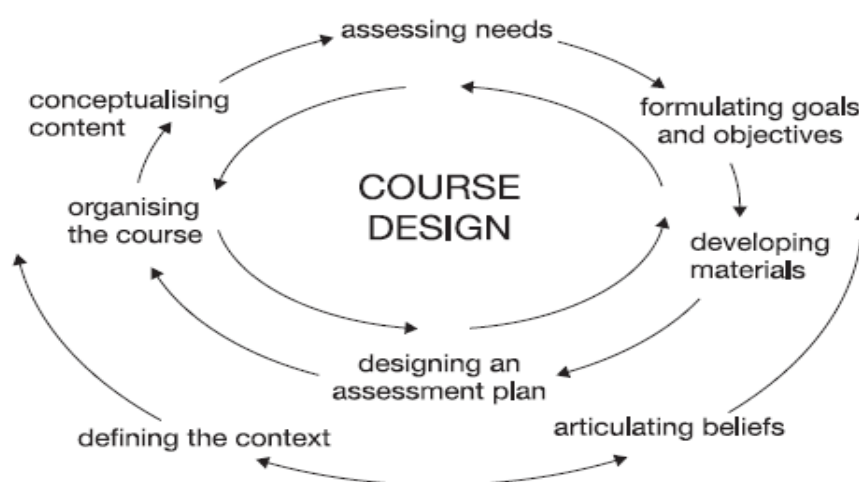 assessing needs
conceptualising
content
formulating goals
and objectives
COURSE
DESIGN
organising
the course
developing
materials
designing an
assessment plan
defining the context
articulating beliefs